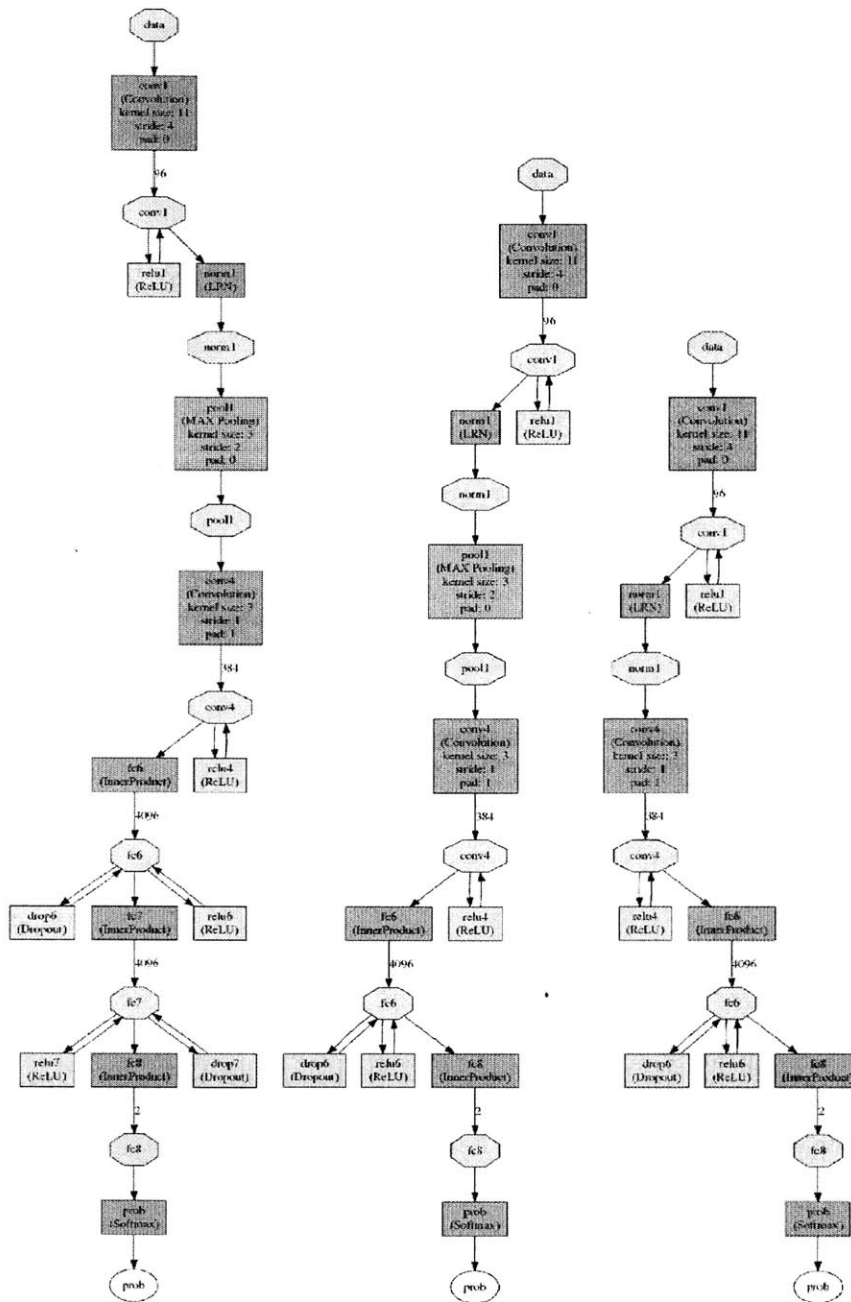 data
conv1
(Convolution)
kernel size: 11
stride: 4
pad: 0
96
conv1
relu1
(ReLU)
norm1
(LRN)
norm1
pool1
(MAX Pooling)
kernel size: 3
stride: 2
pad: 0
pool1
conv4
(Convolution)
kernel size: 3
stride: 1
pad: 1
384
conv4
fc6
(InnerProduct)
relu4
(ReLU)
4096
fc6
drop6
(Dropout)
fc7
(InnerProduct)
relu6
(ReLU)
4096
fc7
relu7
(ReLU)
fc8
(InnerProduct)
drop7
(Dropout)
2
fc8
prob
(Softmax)
prob
data
conv1
(Convolution)
kernel size: 11
stride: 4
pad: 0
96
conv1
norm1
(LRN)
relu1
(ReLU)
norm1
pool1
(MAX Pooling)
kernel size: 3
stride: 2
pad: 0
pool1
conv4
(Convolution)
kernel size: 3
stride: 1
pad: 1
384
conv4
fc6
(InnerProduct)
relu4
(ReLU)
4096
fc6
drop6
(Dropout)
relu6
(ReLU)
fc8
(InnerProduct)
2
fc8
prob
(Softmax)
prob
data
conv1
(Convolution)
kernel size: 11
stride: 4
pad: 0
96
conv1
norm1
(LRN)
relu1
(ReLU)
norm1
conv4
(Convolution)
kernel size: 3
stride: 1
pad: 1
384
conv4
relu4
(ReLU)
fc6
(InnerProduct)
4096
fc6
drop6
(Dropout)
relu6
(ReLU)
fc8
(InnerProduct)
2
fc8
prob
(Softmax)
prob